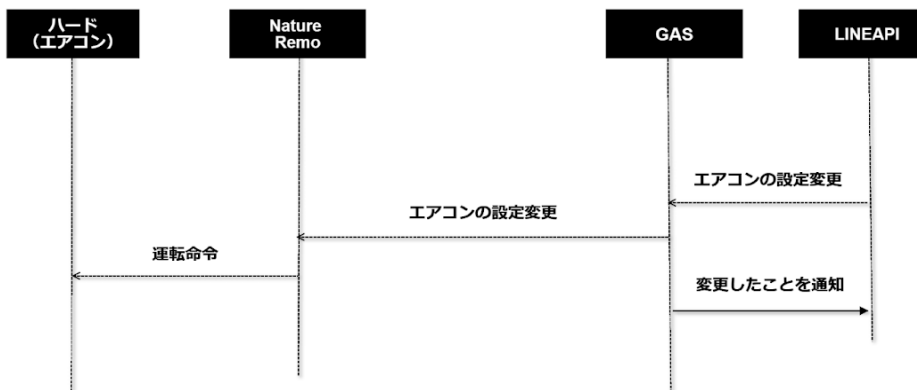 ハード
（エアコン）
Nature
Remo
GAS
LINEAPI
エアコンの設定変更
エアコンの設定変更
運転命令
変更したことを通知